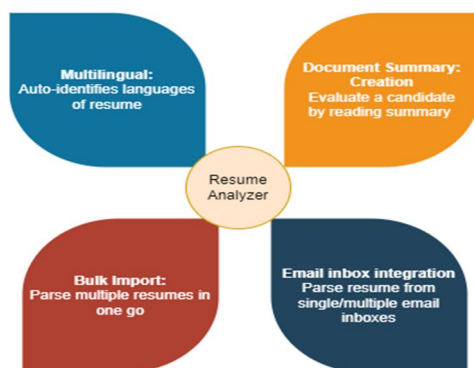 Multilingual:
Auto-identifies languages
of resume
Document Summary:
Creation
Evaluate a candidate
by reading summary
Resume
Analyzer
Bulk Import:
Parse multiple resumes in
one go
Email inbox integration
Parse resume from
single/multiple email
inboxes